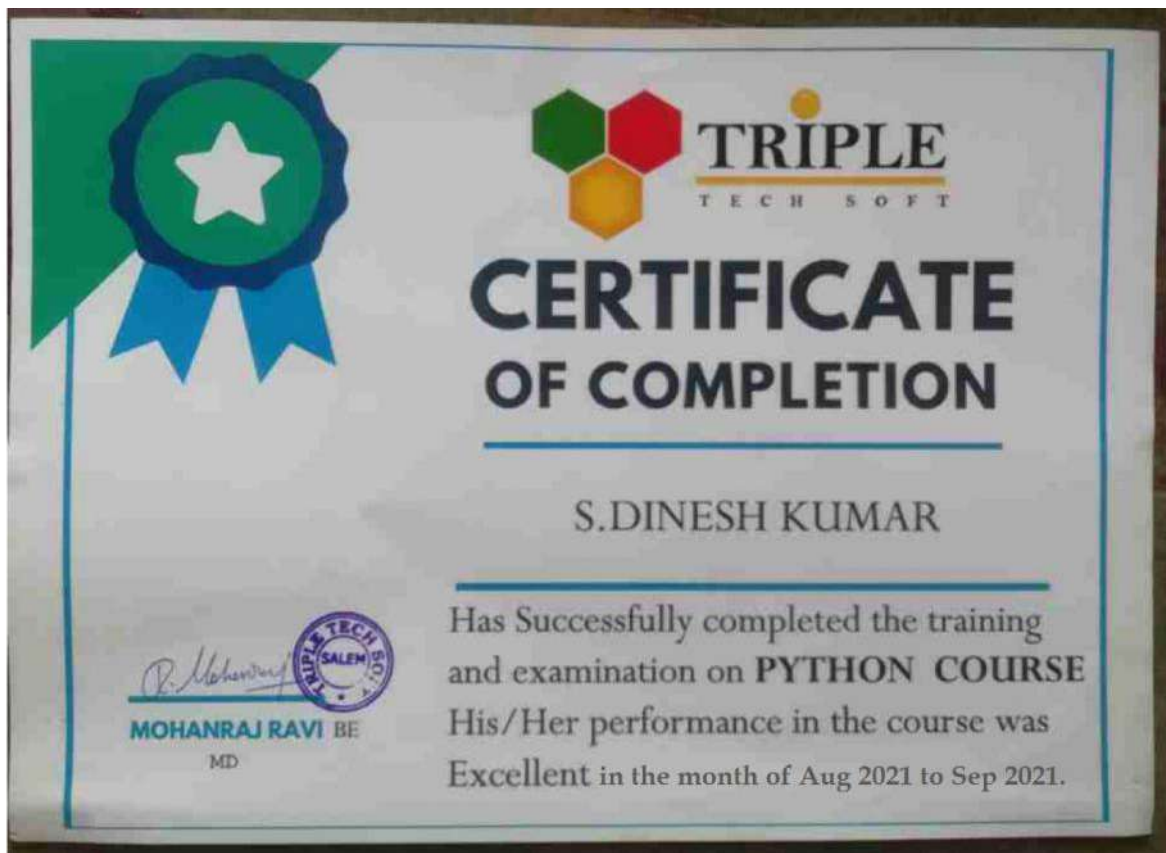 TRIPLE
TECH SOFT
CERTIFICATE
OF COMPLETION
S.DINESH KUMAR
Has Successfully completed the training
and examination on PYTHON COURSE
His/Her performance in the course was
Excellent in the month of Aug 2021 to Sep 2021.
R. Mohanraj
TRIPLE TECH SOFT
SALEM
MOHANRAJ RAVI BE
MD